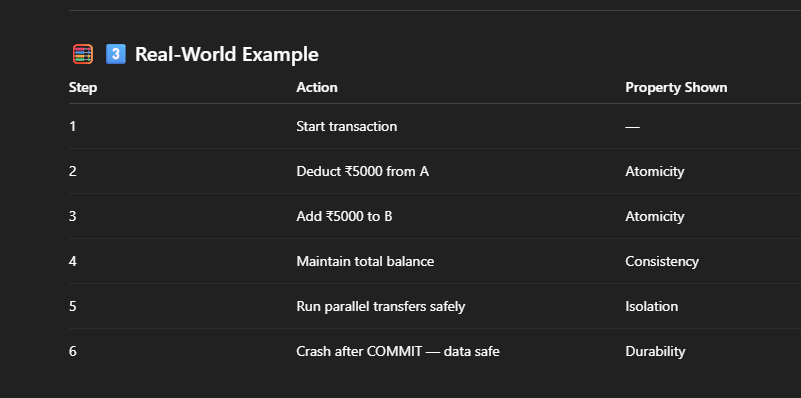 🧮 3️⃣ Real-World Example
Step Action Property Shown
1 Start transaction —
2 Deduct ₹5000 from A Atomicity
3 Add ₹5000 to B Atomicity
4 Maintain total balance Consistency
5 Run parallel transfers safely Isolation
6 Crash after COMMIT — data safe Durability